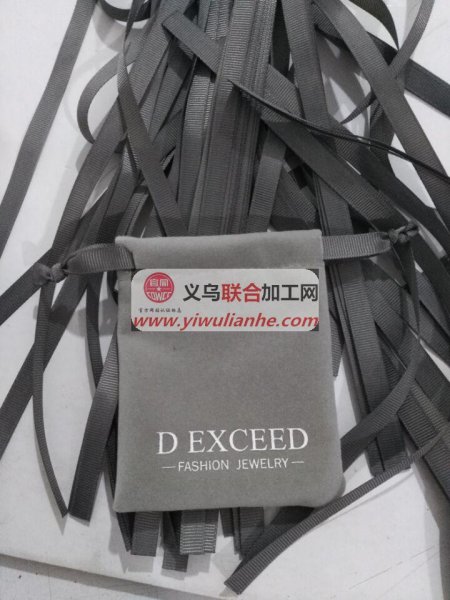 义乌联合加工网
www.yiwulianhe.com
D EXCEED
FASHION JEWELRY